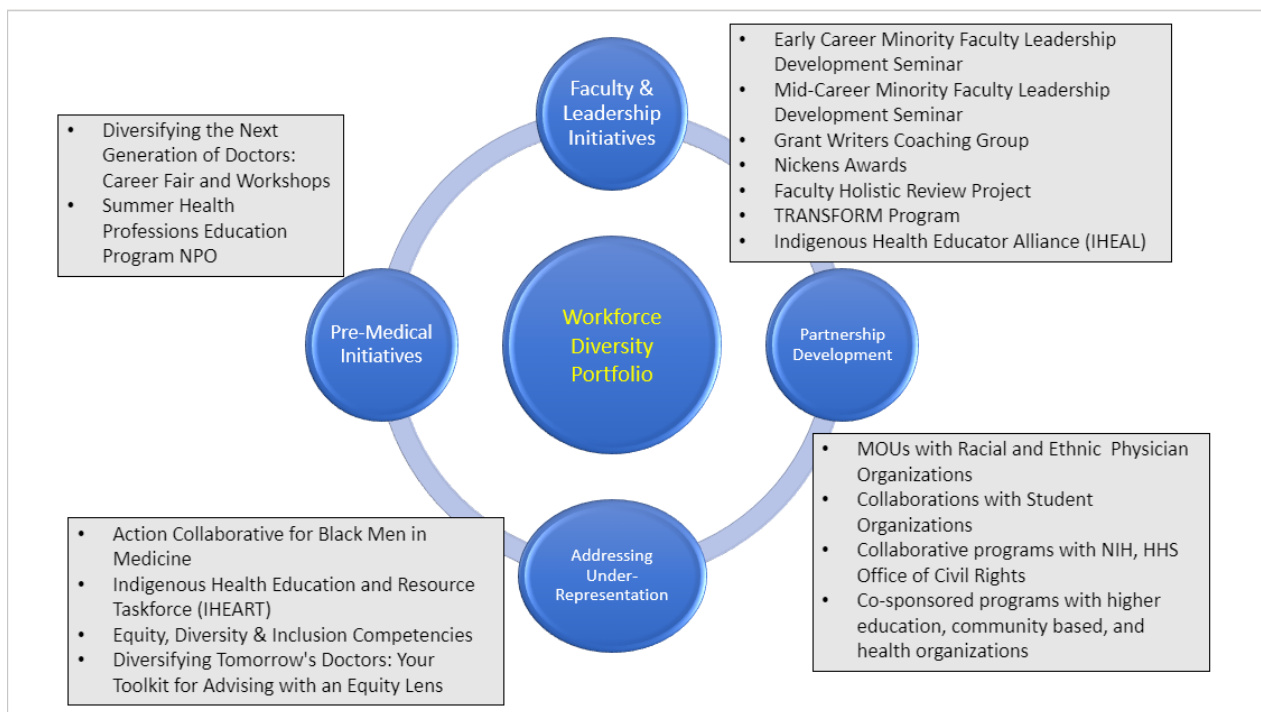 Faculty &
Leadership
Initiatives
• Early Career Minority Faculty Leadership
Development Seminar
• Mid-Career Minority Faculty Leadership
Development Seminar
• Grant Writers Coaching Group
• Nickens Awards
• Faculty Holistic Review Project
• TRANSFORM Program
• Indigenous Health Educator Alliance (IHEAL)
• Diversifying the Next
Generation of Doctors:
Career Fair and Workshops
• Summer Health
Professions Education
Program NPO
Pre-Medical
Initiatives
Workforce
Diversity
Portfolio
Partnership
Development
• MOUs with Racial and Ethnic Physician
Organizations
• Collaborations with Student
Organizations
• Collaborative programs with NIH, HHS
Office of Civil Rights
• Co-sponsored programs with higher
education, community based, and
health organizations
• Action Collaborative for Black Men in
Medicine
• Indigenous Health Education and Resource
Taskforce (IHEART)
• Equity, Diversity & Inclusion Competencies
• Diversifying Tomorrow's Doctors: Your
Toolkit for Advising with an Equity Lens
Addressing
Under-
Representation